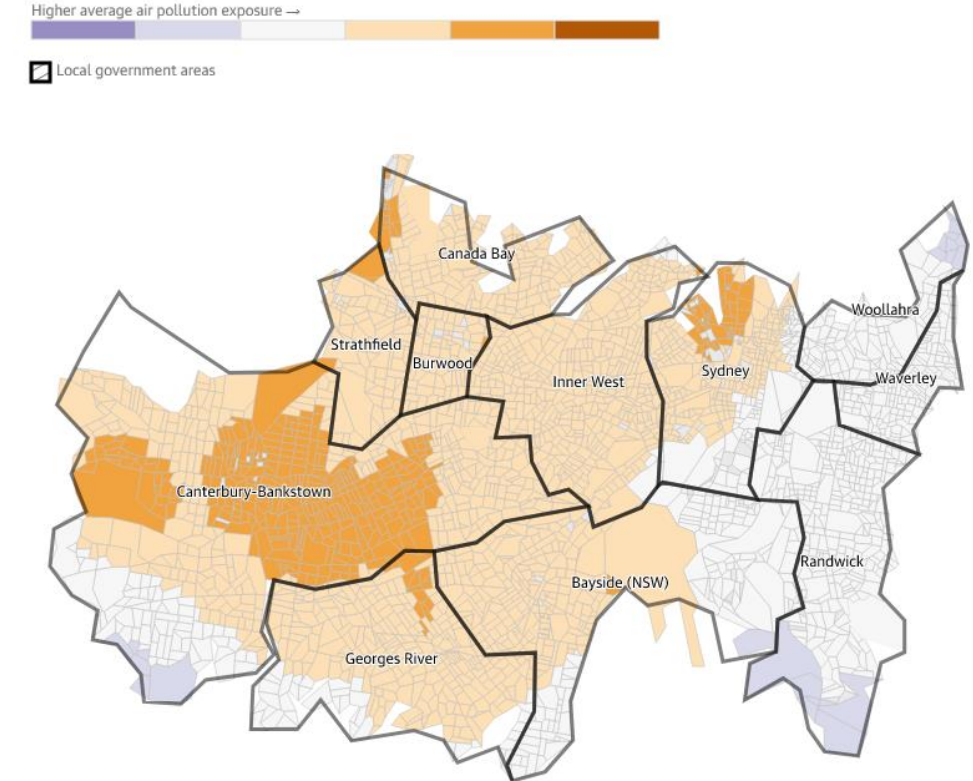 Higher average air pollution exposure →
Local government areas
Canada Bay
Woollahra
Strathfield
Burwood
Sydney
Waverley
Inner West
Canterbury-Bankstown
Randwick
Bayside (NSW)
Georges River